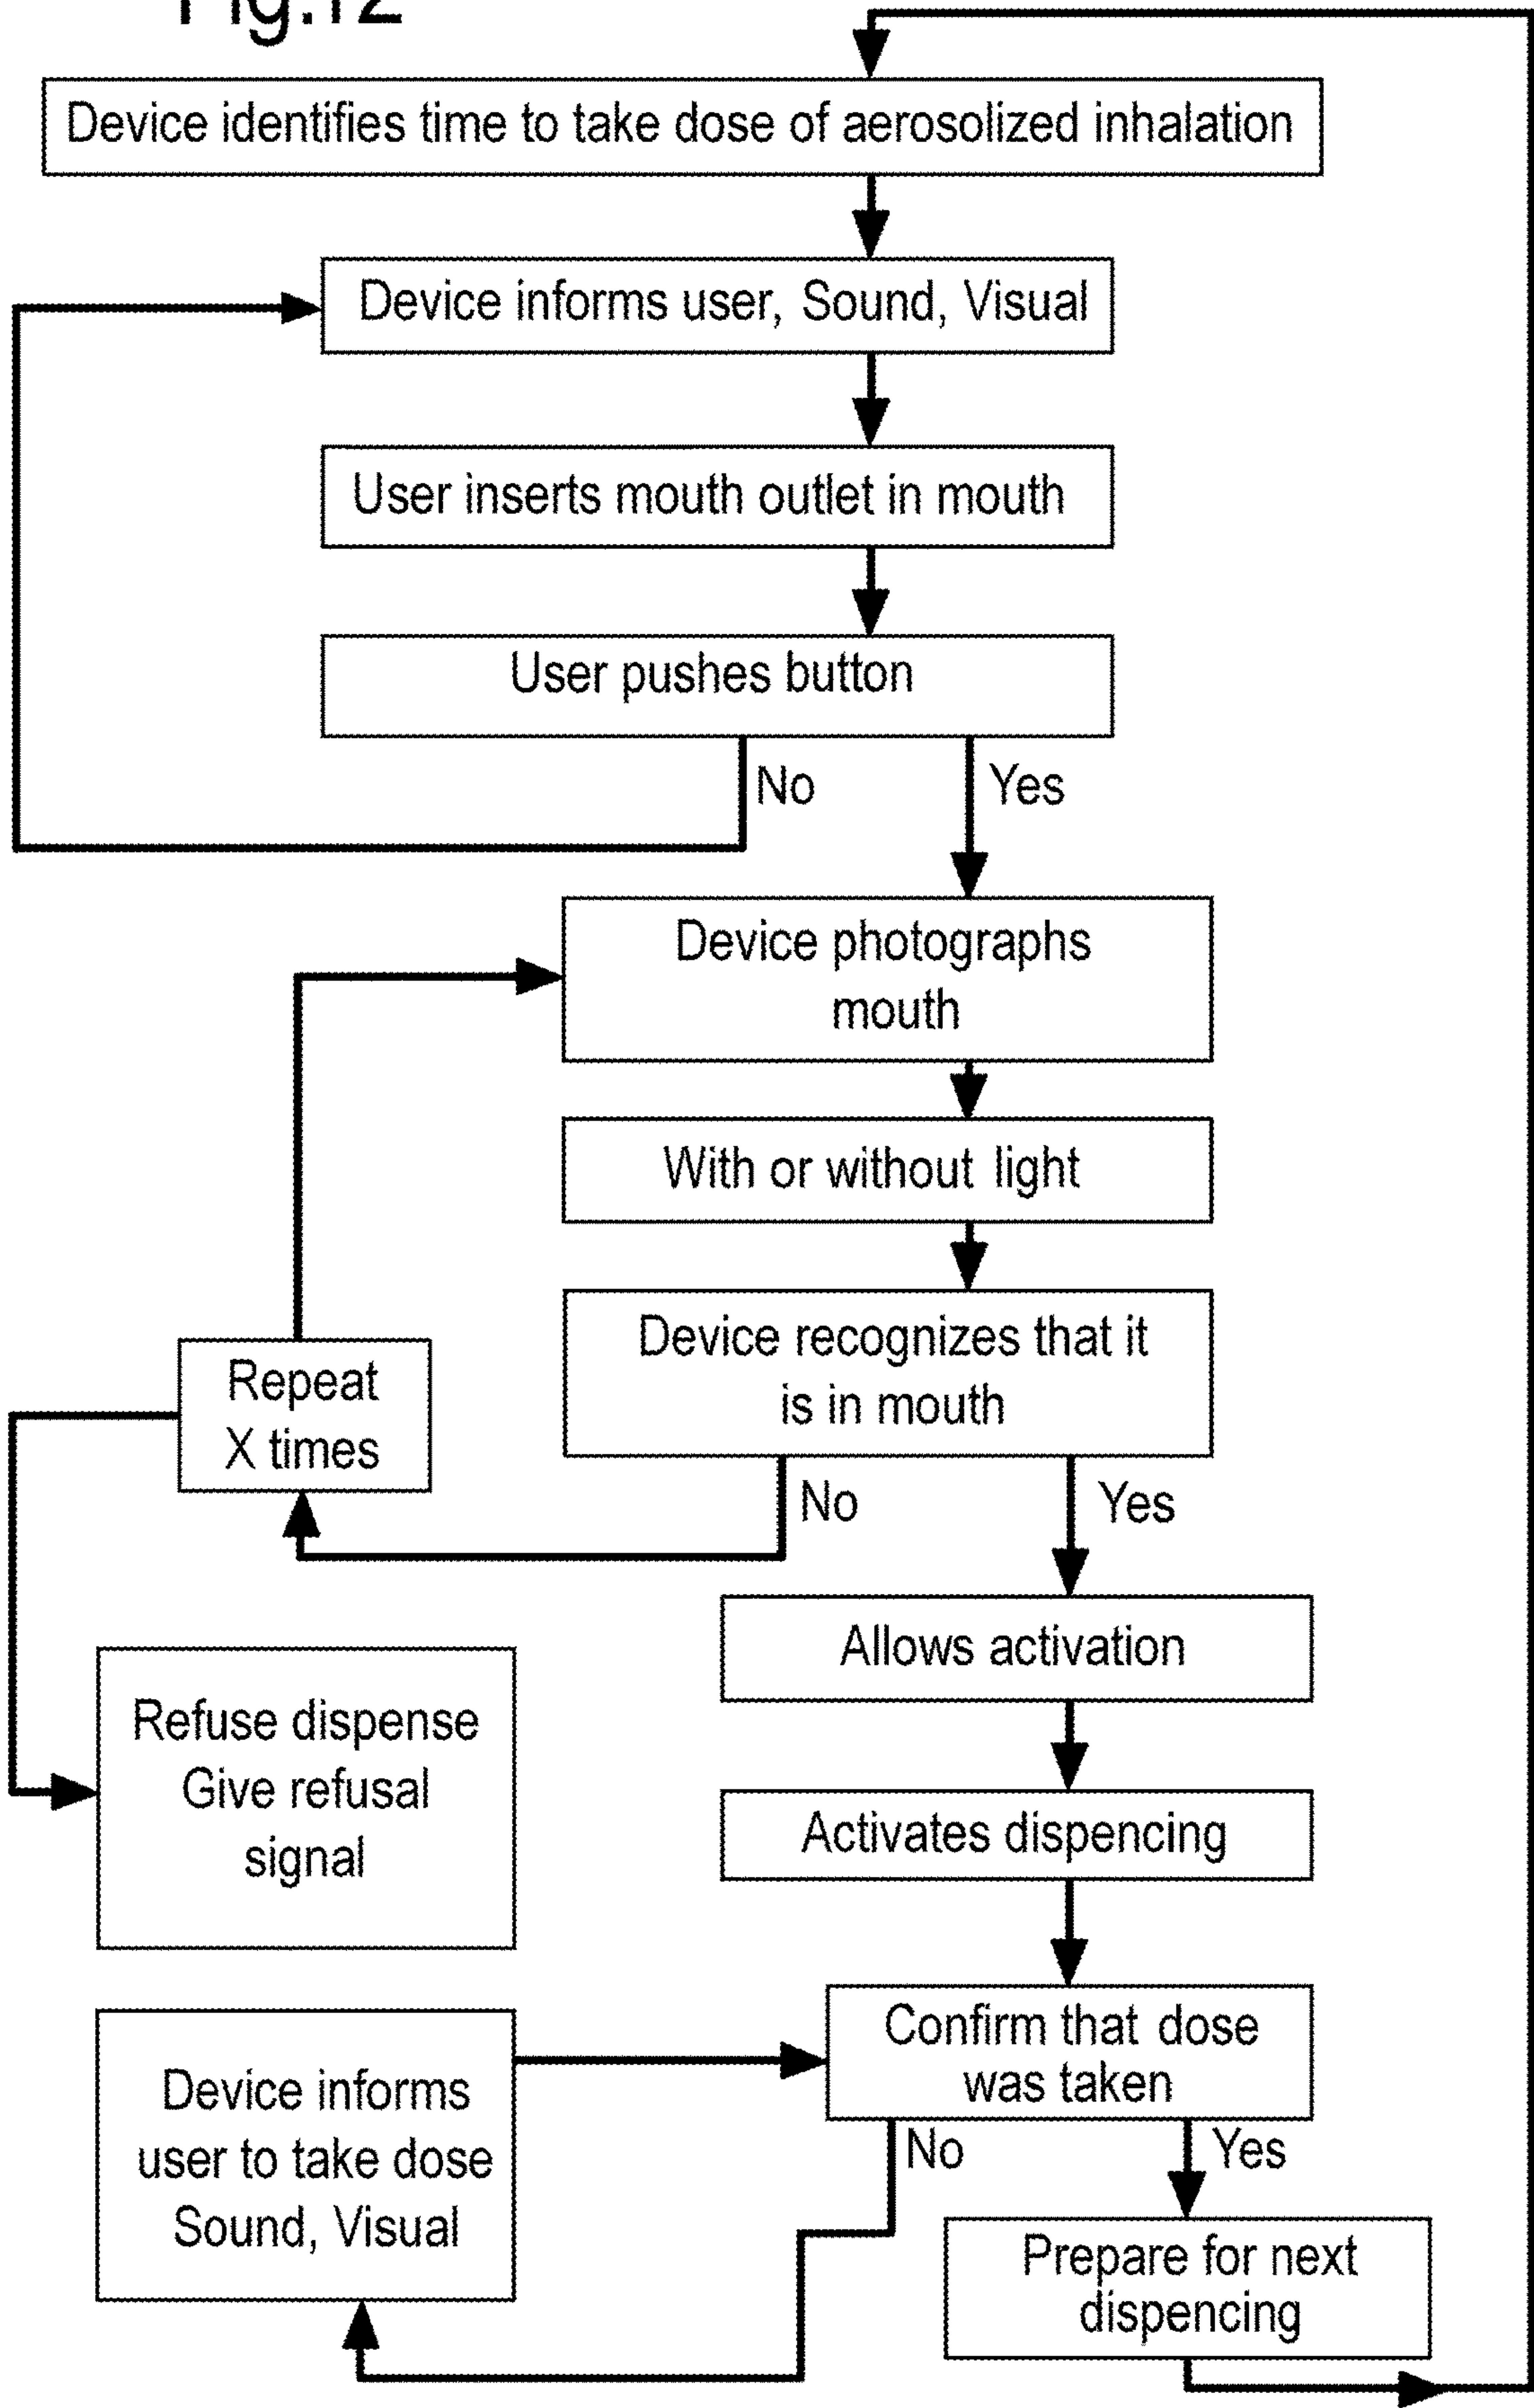 Fig.12
Device identifies time to take dose of aerosolized inhalation
Device informs user, Sound, Visual
User inserts mouth outlet in mouth
User pushes button
No
Yes
Device photographs
mouth
With or without light
Device recognizes that it
is in mouth
Repeat
X times
No
Yes
Allows activation
Refuse dispense
Give refusal
signal
Activates dispencing
Confirm that dose
was taken
Device informs
user to take dose
Sound, Visual
No
Yes
Prepare for next
dispencing